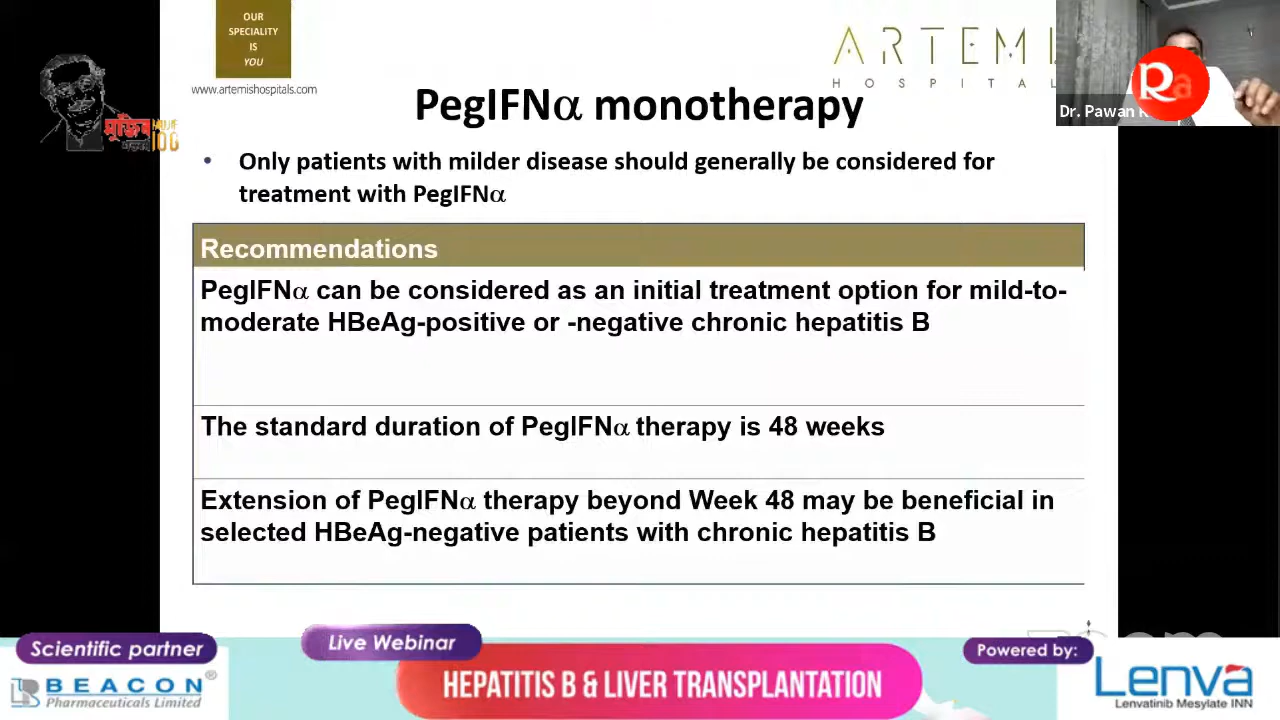 OUR
SPECIALITY
IS
YOU
www.artemishospitals.com
ARTEMI
HOSPITAL
Dr. Pawan
মুজিব
100
PegIFNα monotherapy
• Only patients with milder disease should generally be considered for
treatment with PegIFNα
Recommendations
PegIFNα can be considered as an initial treatment option for mild-to-
moderate HBeAg-positive or -negative chronic hepatitis B
The standard duration of PegIFNα therapy is 48 weeks
Extension of PegIFNα therapy beyond Week 48 may be beneficial in
selected HBeAg-negative patients with chronic hepatitis B
Scientific partner
BEACON®
Pharmaceuticals Limited
Live Webinar
HEPATITIS B & LIVER TRANSPLANTATION
Powered by:
Lenva
Lenvatinib Mesylate INN